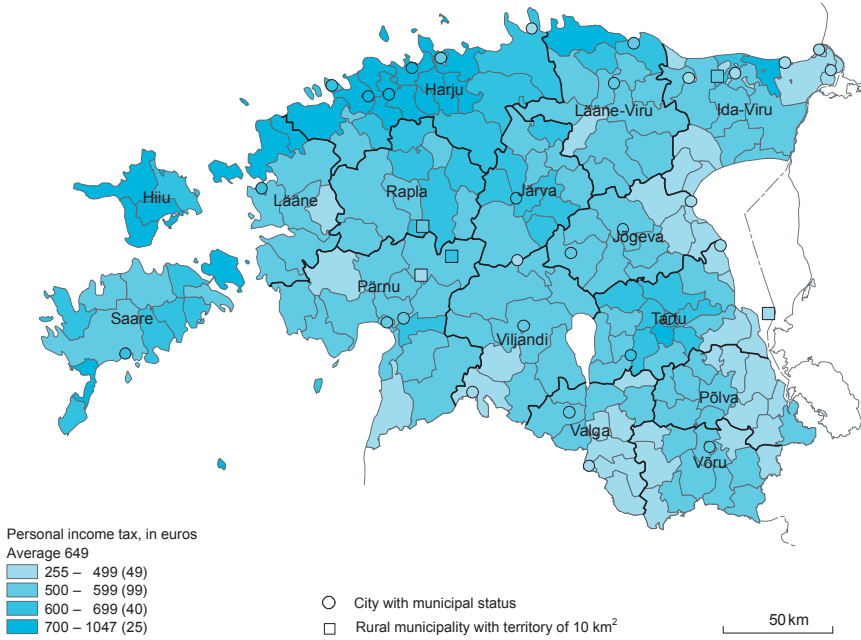 Harju
Lääne-Viru
Ida-Viru
Hiiu
Lääne
Rapla
Järva
Jõgeva
Saare
Pärnu
Viljandi
Tartu
Põlva
Valga
Võru
Personal income tax, in euros
Average 649
255 – 499 (49)
500 – 599 (99)
600 – 699 (40)
700 – 1047 (25)
City with municipal status
Rural municipality with territory of 10 km²
50 km